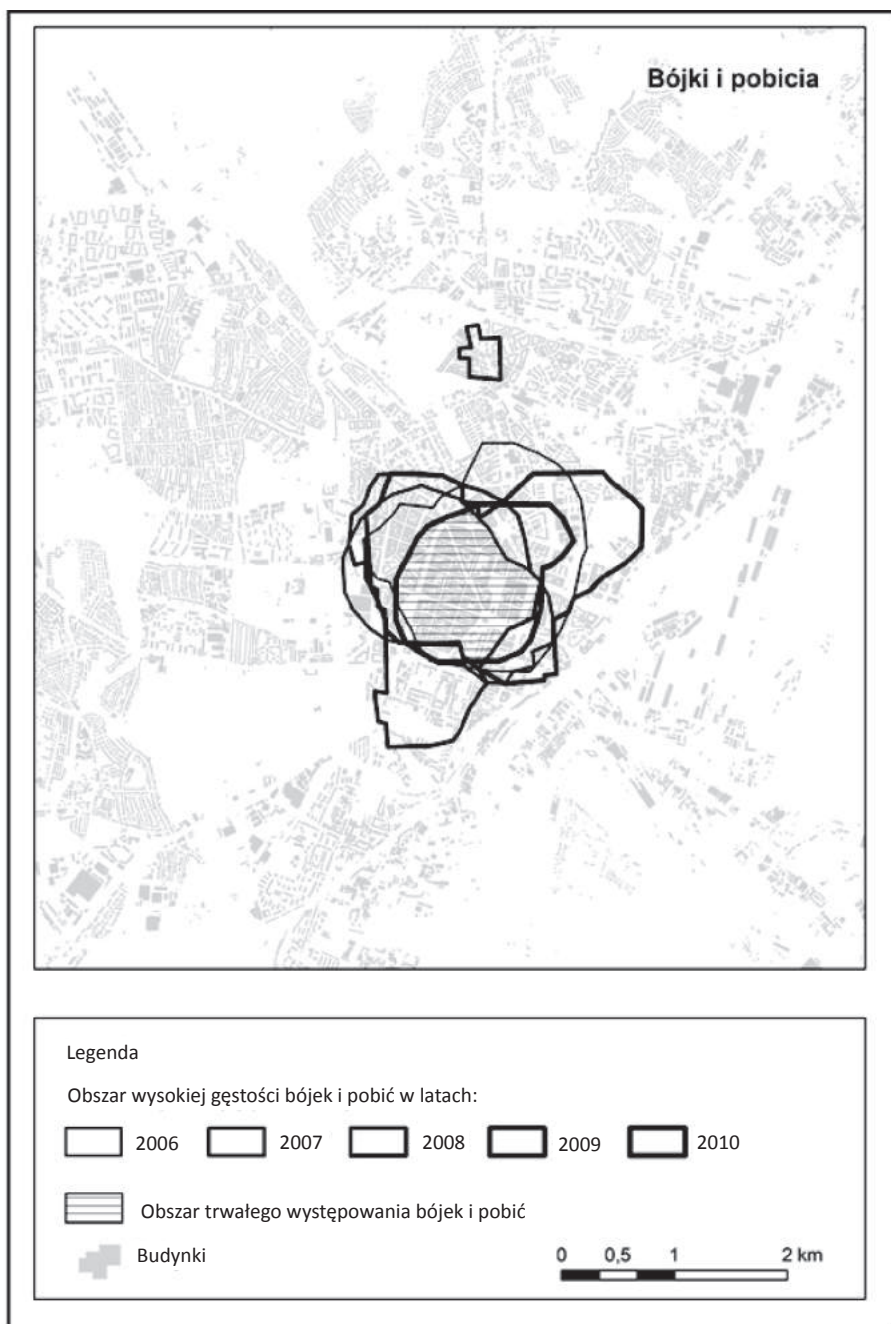 Bójki i pobicia
Legenda
Obszar wysokiej gęstości bójek i pobić w latach:
2006 2007 2008 2009 2010
Obszar trwałego występowania bójek i pobić
Budynki
0 0,5 1 2 km